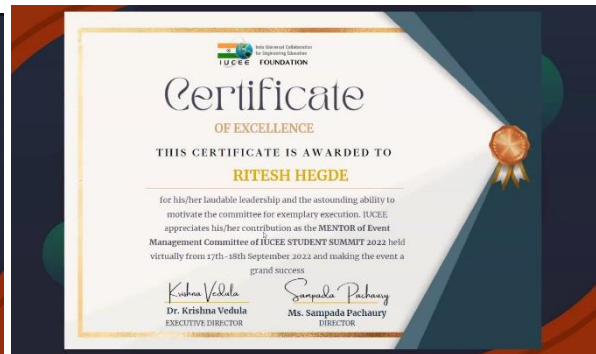 Indo Universal Collaboration
for Engineering Education
IUCEE FOUNDATION
Certificate
OF EXCELLENCE
THIS CERTIFICATE IS AWARDED TO
RITESH HEGDE
for his/her laudable leadership and the astounding ability to
motivate the committee for exemplary execution. IUCEE
appreciates his/her contribution as the MENTOR of Event
Management Committee of IUCEE STUDENT SUMMIT 2022 held
virtually from 17th-18th September 2022 and making the event a
grand success
Krishna Vedula Sampada Pachaury
Dr. Krishna Vedula Ms. Sampada Pachaury
EXECUTIVE DIRECTOR DIRECTOR